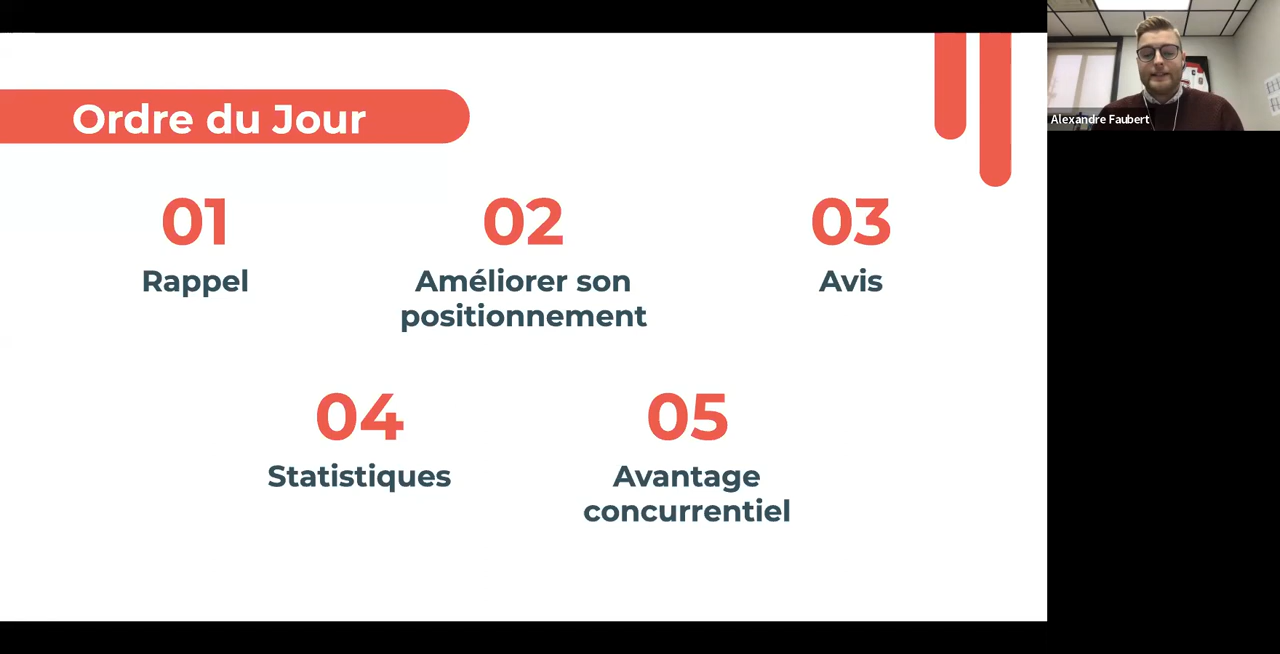 Ordre du Jour
Alexandre Faubert
01
Rappel
02
Améliorer son
positionnement
03
Avis
04
Statistiques
05
Avantage
concurrentiel